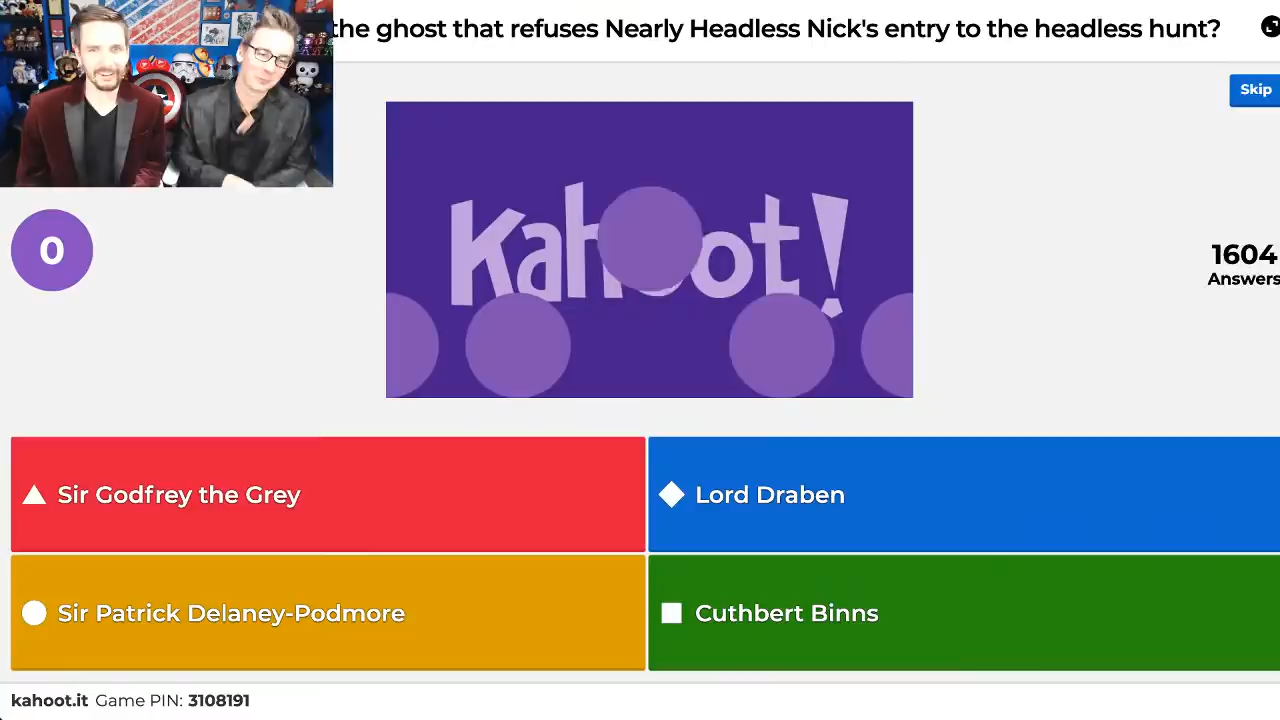 the ghost that refuses Nearly Headless Nick's entry to the headless hunt?
Skip
Kahoot!
0
1604
Answers
Sir Godfrey the Grey
Lord Draben
Sir Patrick Delaney-Podmore
Cuthbert Binns
kahoot.it Game PIN: 3108191